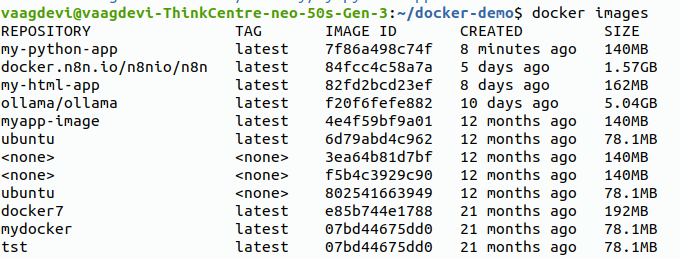 vaagdevi@vaagdevi-ThinkCentre-neo-50s-Gen-3:~/docker-demo$ docker images
REPOSITORY TAG IMAGE ID CREATED SIZE
my-python-app latest 7f86a498c74f 8 minutes ago 140MB
docker.n8n.io/n8nio/n8n latest 84fcc4c58a7a 5 days ago 1.57GB
my-html-app latest 82fd2bcd23ef 8 days ago 162MB
ollama/ollama latest f20f6fefe882 10 days ago 5.04GB
myapp-image latest 4e4f59bf9a01 12 months ago 140MB
ubuntu latest 6d79abd4c962 12 months ago 78.1MB
<none> <none> 3ea64b81d7bf 12 months ago 140MB
<none> <none> f5b4c3929c90 12 months ago 140MB
ubuntu <none> 802541663949 12 months ago 78.1MB
docker7 latest e85b744e1788 21 months ago 192MB
mydocker latest 07bd44675dd0 21 months ago 78.1MB
tst latest 07bd44675dd0 21 months ago 78.1MB